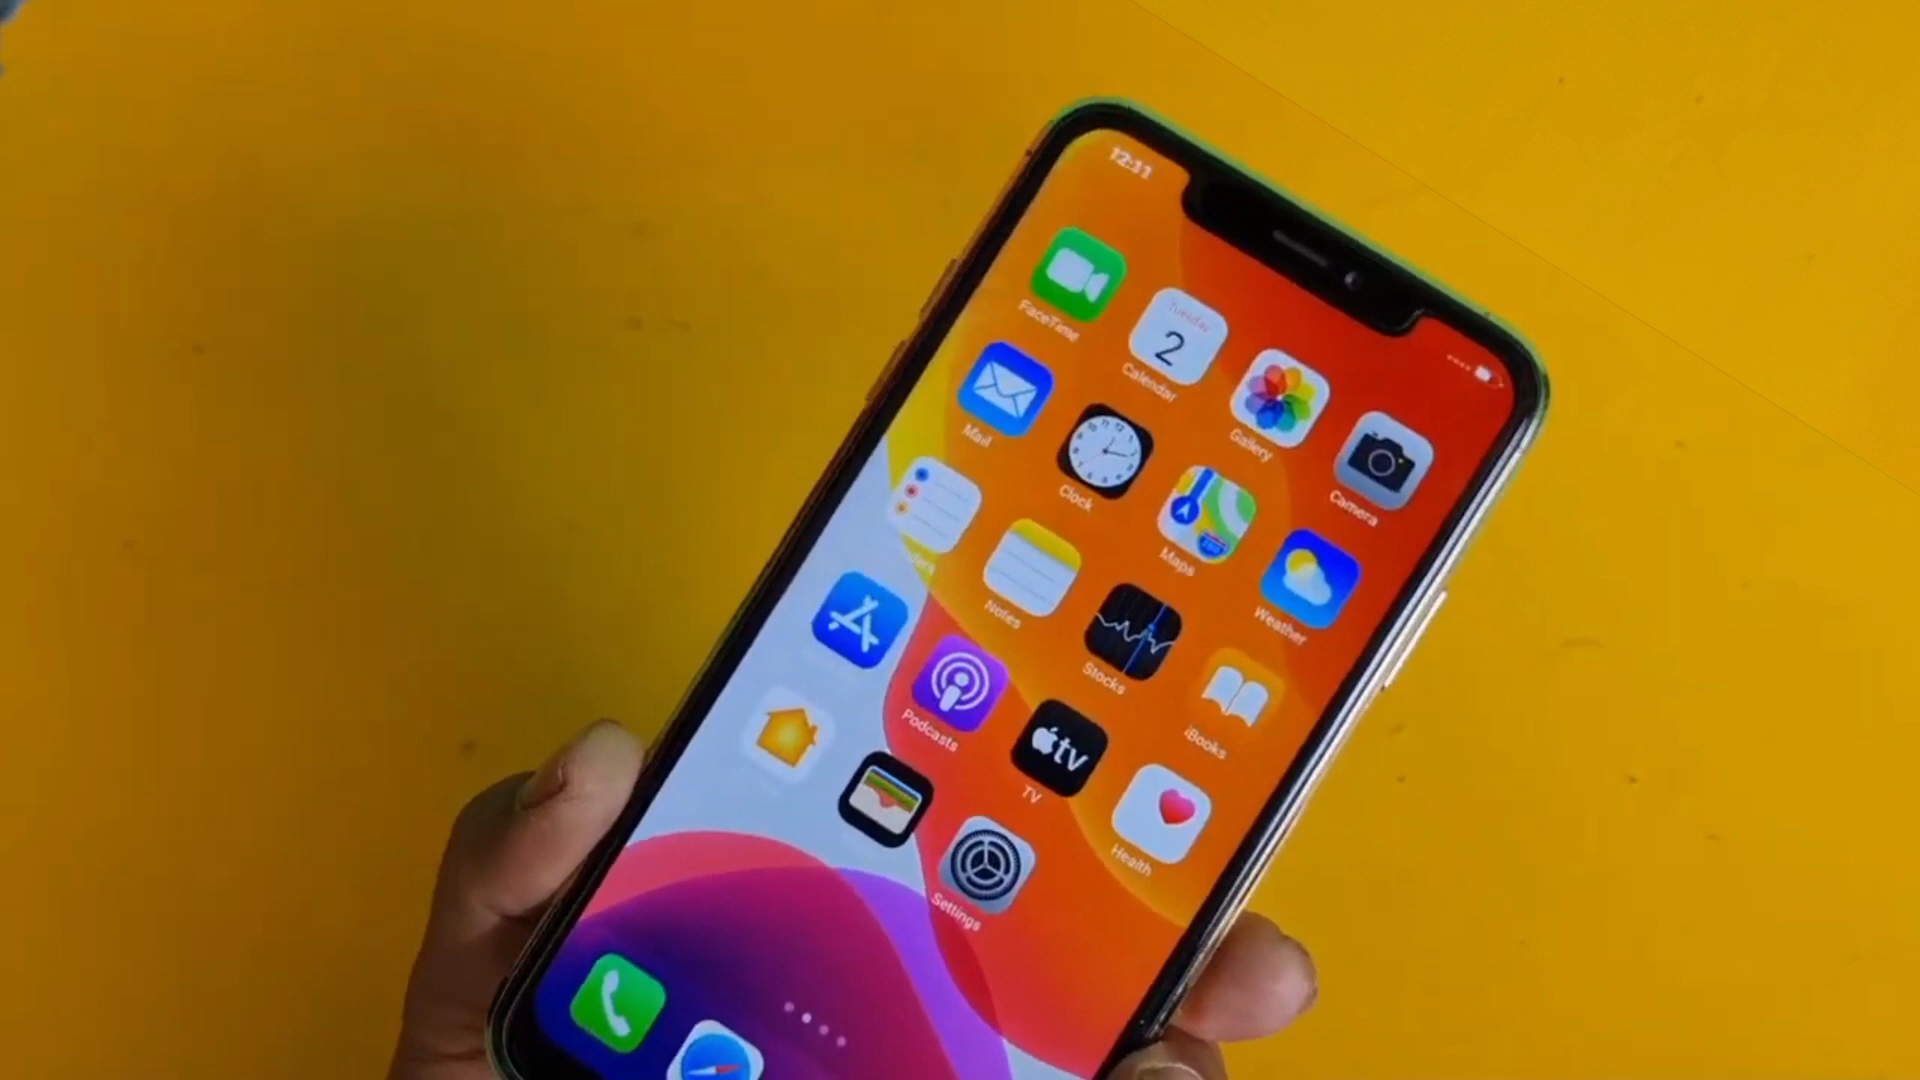 12:11
FaceTime
Tuesday
2
Calendar
Gallery
Camera
Mail
Clock
Maps
Weather
Notes
Stocks
iBooks
Podcasts
tv
TV
Health
Settings